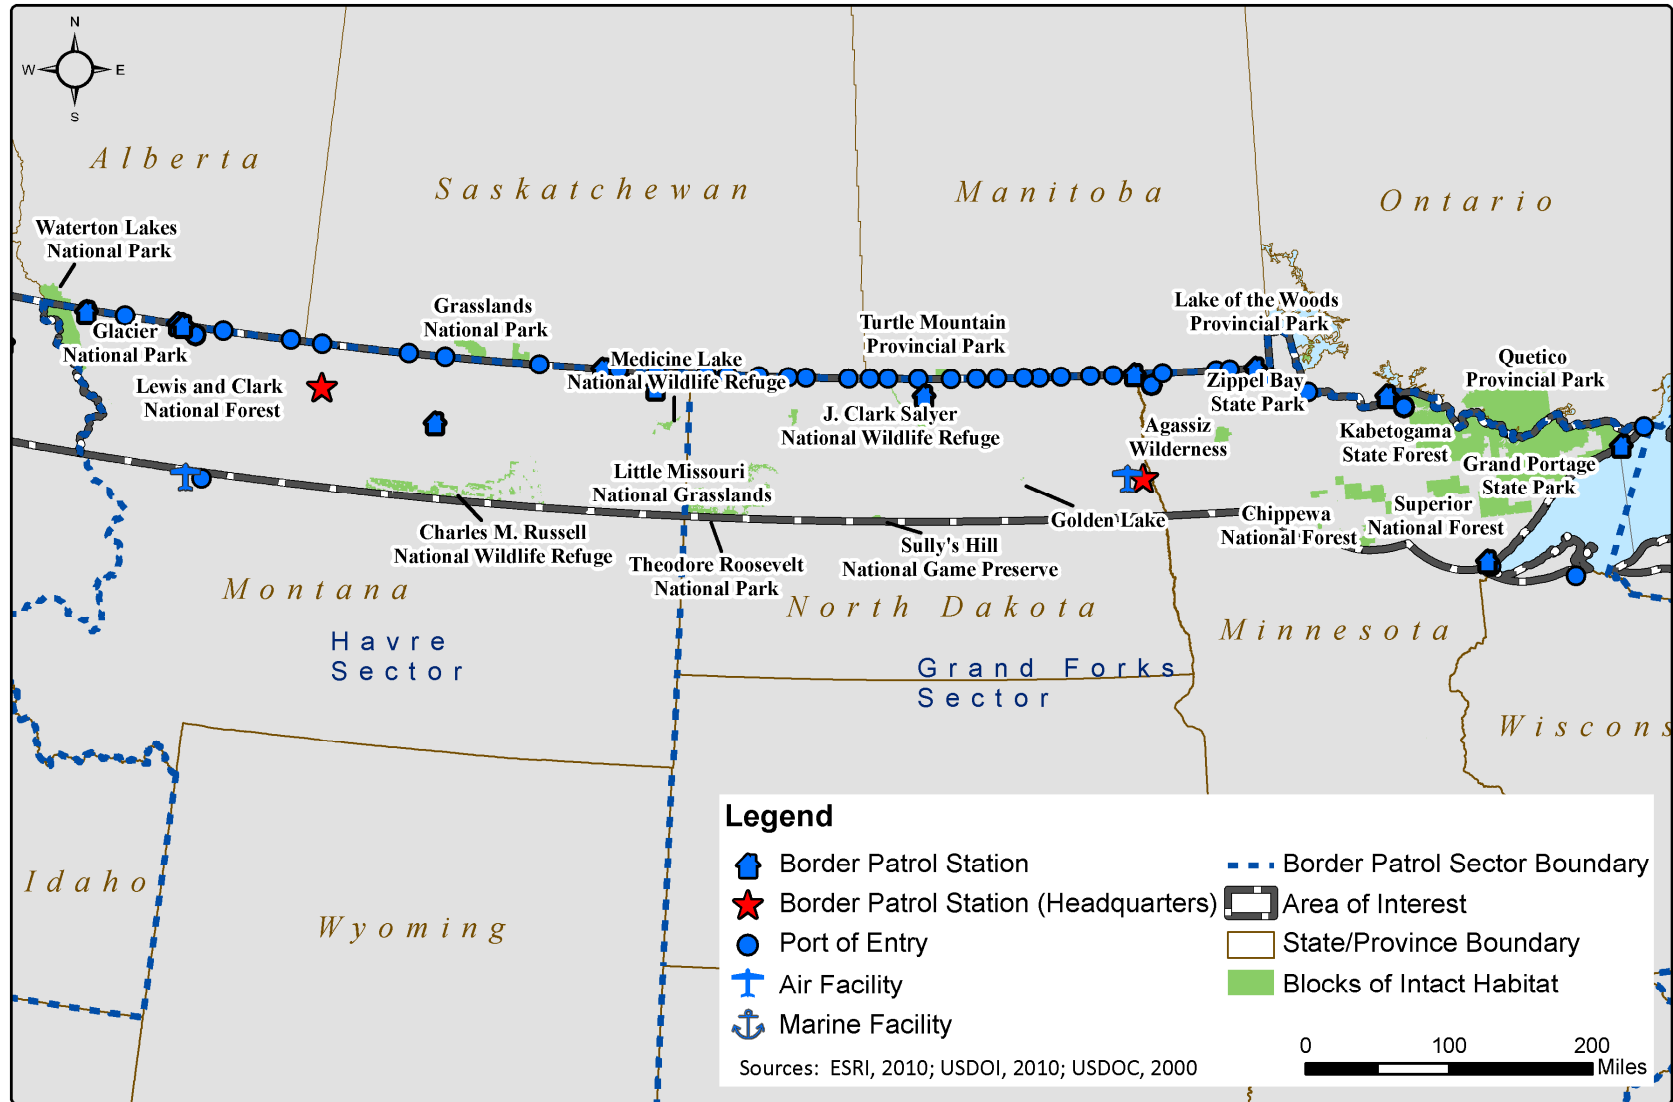 N
W
E
S
Alberta
Saskatchewan
Manitoba
Ontario
Waterton Lakes
National Park
Glacier
National Park
Lewis and Clark
National Forest
Grasslands
National Park
Medicine Lake
National Wildlife Refuge
Turtle Mountain
Provincial Park
J. Clark Salyer
National Wildlife Refuge
Lake of the Woods
Provincial Park
Zippel Bay
State Park
Agassiz
Wilderness
Quetico
Provincial Park
Kabetogama
State Forest
Grand Portage
State Park
Superior
National Forest
Chippewa
National Forest
Golden Lake
Little Missouri
National Grasslands
Charles M. Russell
National Wildlife Refuge
Theodore Roosevelt
National Park
Sully's Hill
National Game Preserve
Montana
North Dakota
Minnesota
Havre
Sector
Grand Forks
Sector
Wiscons
Idaho
Wyoming
Legend
Border Patrol Station
Border Patrol Station (Headquarters)
Port of Entry
Air Facility
Marine Facility
Border Patrol Sector Boundary
Area of Interest
State/Province Boundary
Blocks of Intact Habitat
Sources: ESRI, 2010; USDOI, 2010; USDOC, 2000
0 100 200
Miles